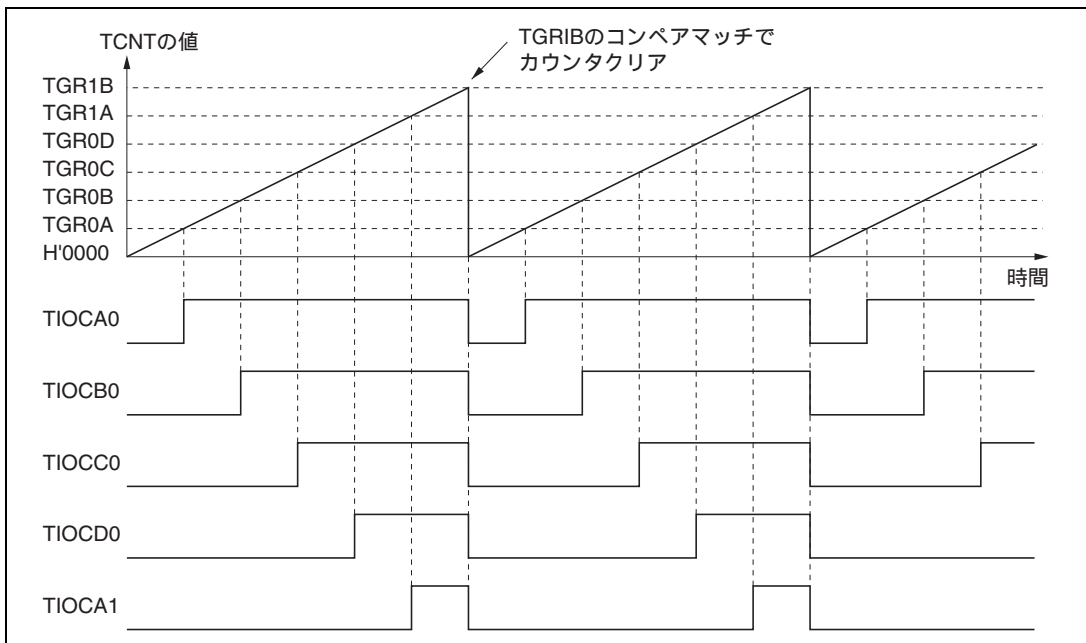 TCNTの値
TGRIBのコンペアマッチで
カウンタクリア
TGR1B
TGR1A
TGR0D
TGR0C
TGR0B
TGR0A
H'0000
時間
TIOCA0
TIOCB0
TIOCC0
TIOCD0
TIOCA1